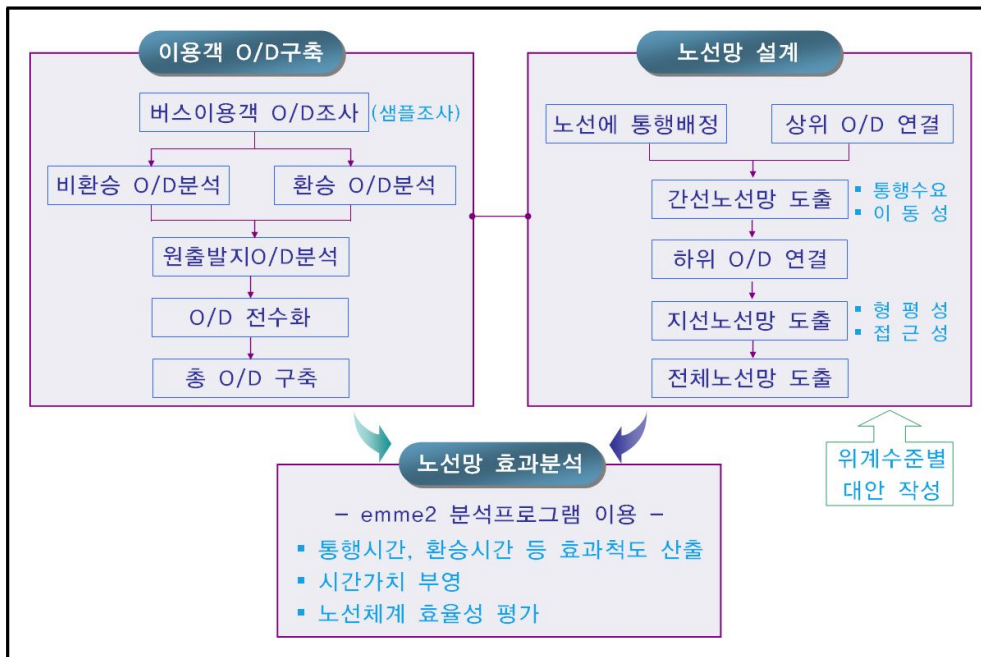 이용객 O/D구축
버스이용객 O/D조사 (샘플조사)
비환승 O/D분석
환승 O/D분석
원출발지O/D분석
O/D 전수화
총 O/D 구축
노선망 설계
노선에 통행배정
상위 O/D 연결
간선노선망 도출
▪ 통행수요
▪ 이 동 성
하위 O/D 연결
지선노선망 도출
▪ 형 평 성
▪ 접 근 성
전체노선망 도출
위계수준별
대안 작성
노선망 효과분석
– emme2 분석프로그램 이용 –
▪ 통행시간, 환승시간 등 효과척도 산출
▪ 시간가치 부영
▪ 노선체계 효율성 평가